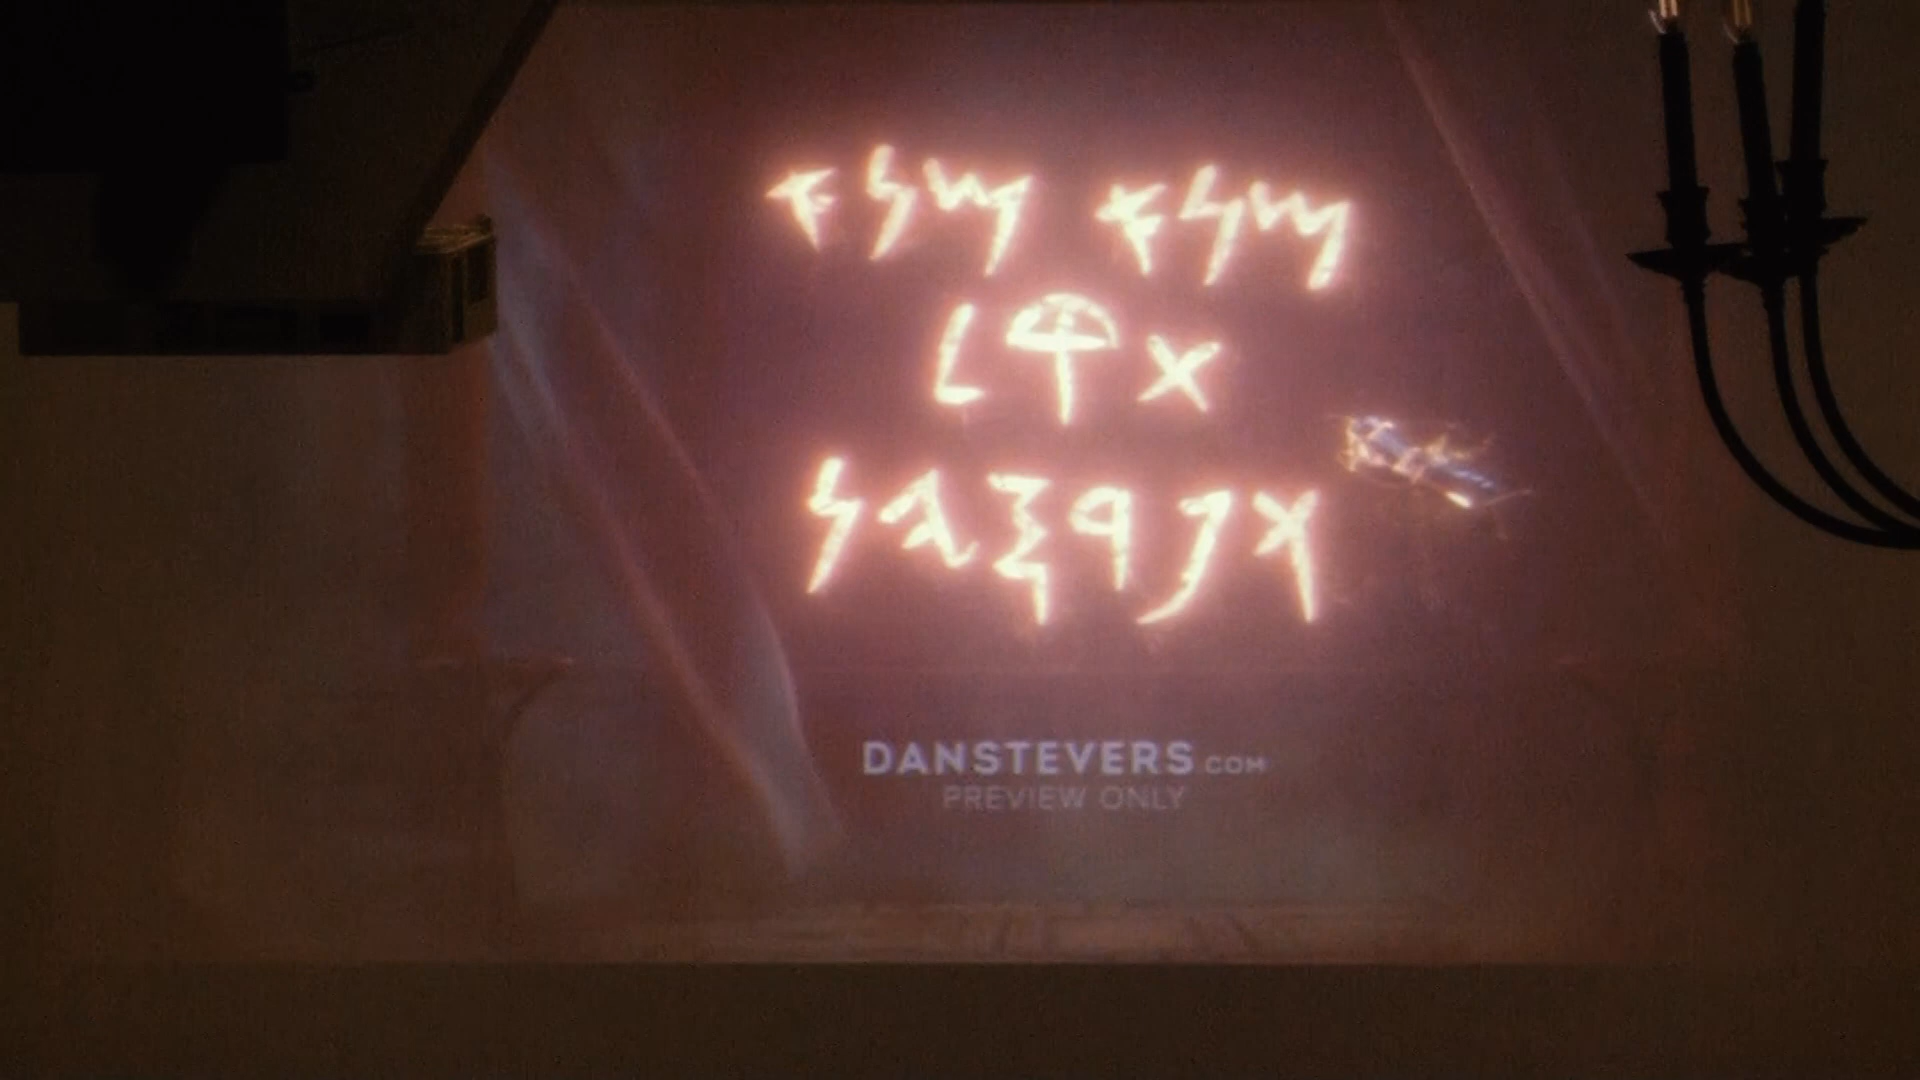 𐤌𐤍𐤀 𐤌𐤍𐤀
𐤕𐤒𐤋
𐤅𐤐𐤓𐤎𐤉𐤍
DANSTEVERS.COM
PREVIEW ONLY